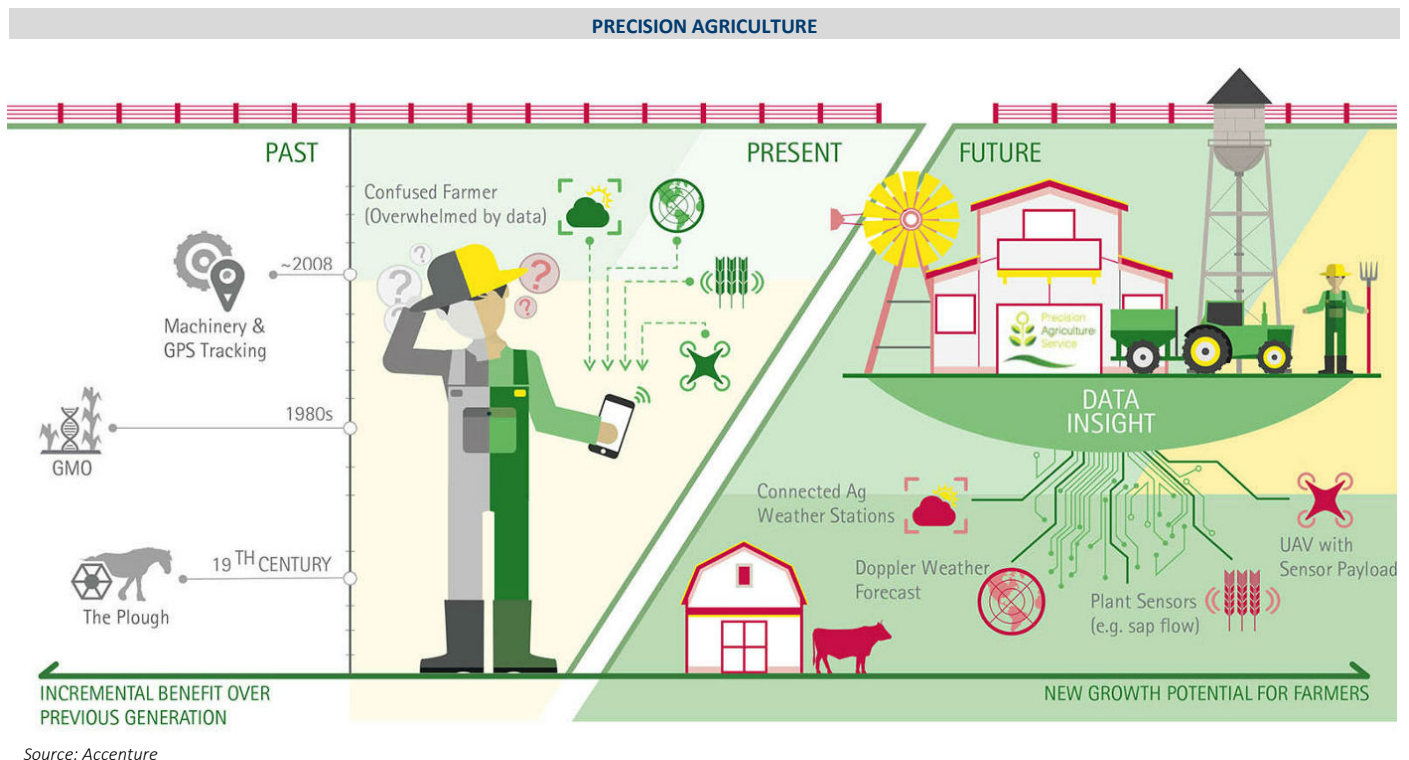 PRECISION AGRICULTURE
PAST
PRESENT
FUTURE
Confused Farmer
(Overwhelmed by data)
?
?
?
?
?
~2008
Machinery &
GPS Tracking
1980s
GMO
19TH CENTURY
The Plough
Precision
Agriculture
Service
DATA
INSIGHT
Connected Ag
Weather Stations
Doppler Weather
Forecast
Plant Sensors
(e.g. sap flow)
UAV with
Sensor Payload
INCREMENTAL BENEFIT OVER
PREVIOUS GENERATION
NEW GROWTH POTENTIAL FOR FARMERS
Source: Accenture